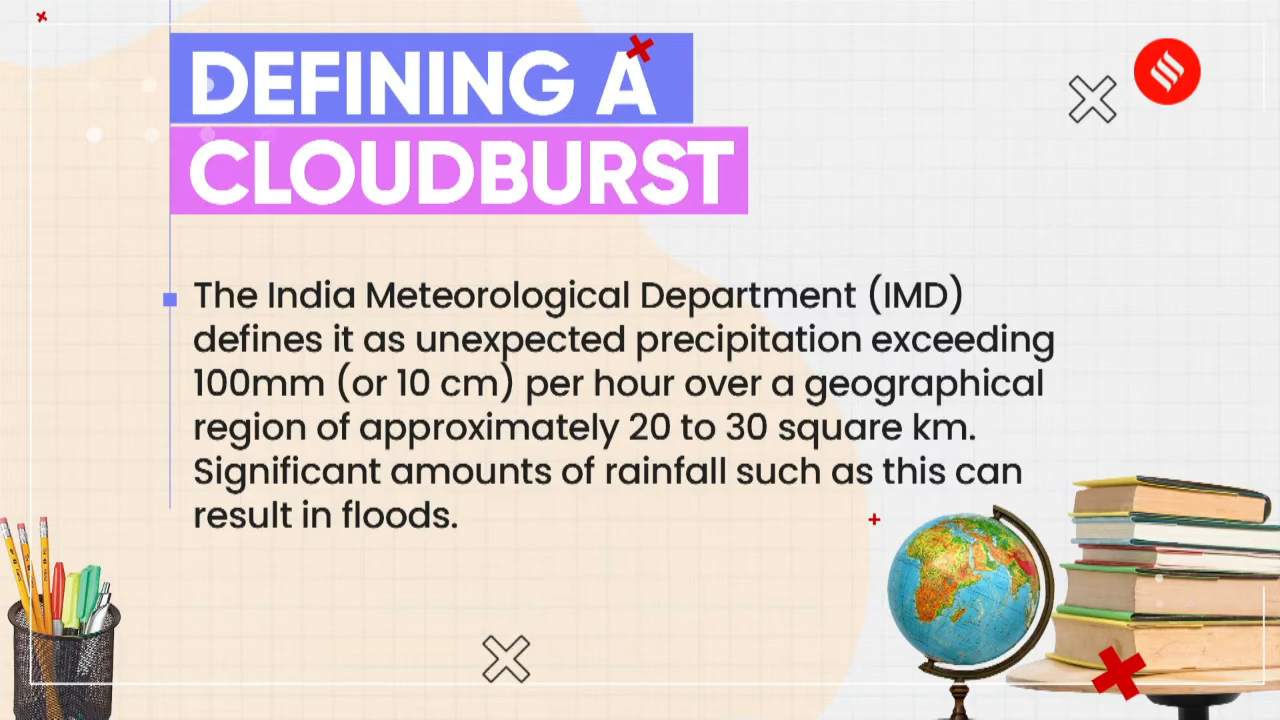 DEFINING A
CLOUDBURST
The India Meteorological Department (IMD)
defines it as unexpected precipitation exceeding
100mm (or 10 cm) per hour over a geographical
region of approximately 20 to 30 square km.
Significant amounts of rainfall such as this can
result in floods.